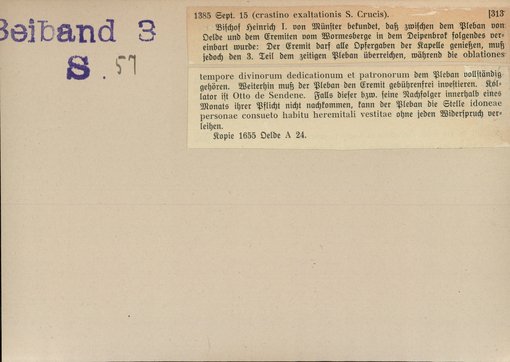 Beiband 3
S. 57
1385 Sept. 15 (crastino exaltationis S. Crucis). [313
Bischof Heinrich I. von Münster bekundet, daß zwischen dem Pleban von
Oelde und dem Eremiten vom Wormesberge in dem Deipenbrok folgendes ver-
einbart wurde: Der Eremit darf alle Opfergaben der Kapelle genießen, muß
jedoch den 3. Teil dem zeitigen Pleban überreichen, während die oblationes
tempore divinorum dedicationum et patronorum dem Pleban vollständig
gehören. Weiterhin muß der Pleban den Eremit gebührenfrei investieren. Kol-
lator ist Otto de Sendene. Falls dieser bzw. seine Nachfolger innerhalb eines
Monats ihrer Pflicht nicht nachkommen, kann der Pleban die Stelle idoneae
personae consueto habitu heremitali vestitae ohne jeden Widerspruch ver-
leihen.
Kopie 1655 Oelde A 24.